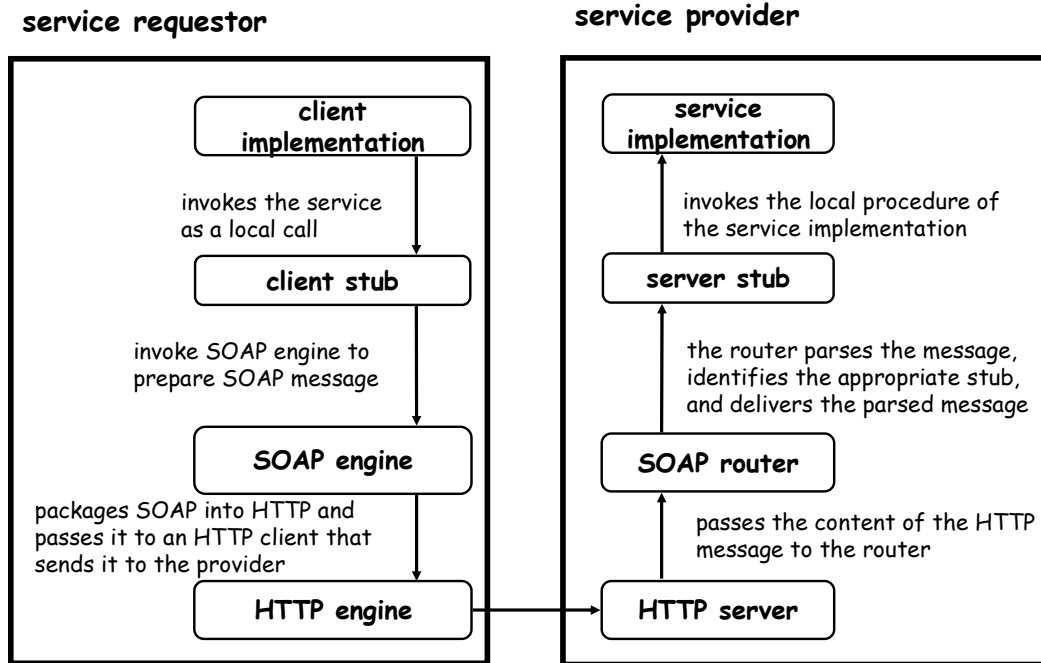 service requestor
client
implementation
invokes the service
as a local call
client stub
invoke SOAP engine to
prepare SOAP message
SOAP engine
packages SOAP into HTTP and
passes it to an HTTP client that
sends it to the provider
HTTP engine
service provider
service
implementation
invokes the local procedure of
the service implementation
server stub
the router parses the message,
identifies the appropriate stub,
and delivers the parsed message
SOAP router
passes the content of the HTTP
message to the router
HTTP server